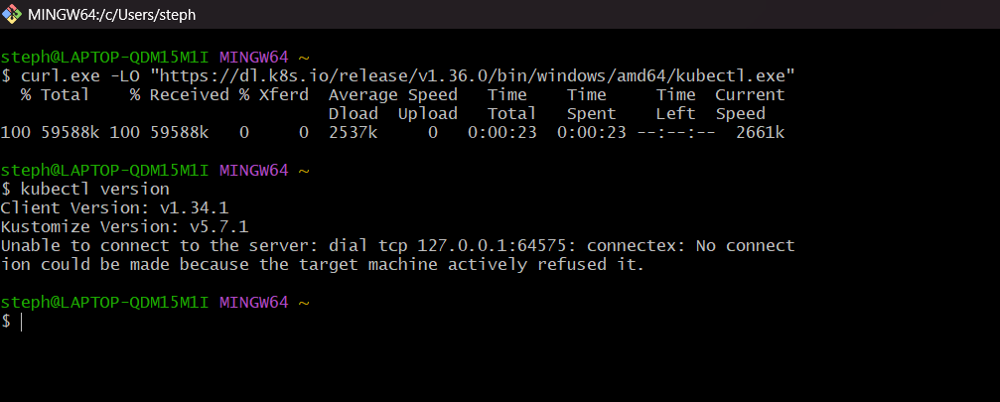 MINGW64:/c/Users/steph
steph@LAPTOP-QDM15M1I MINGW64 ~
$ curl.exe -LO "https://dl.k8s.io/release/v1.36.0/bin/windows/amd64/kubectl.exe"
  % Total    % Received % Xferd  Average Speed   Time    Time     Time  Current
                                 Dload  Upload   Total   Spent    Left  Speed
100 59588k 100 59588k   0     0  2537k     0  0:00:23  0:00:23 --:--:--  2661k
steph@LAPTOP-QDM15M1I MINGW64 ~
$ kubectl version
Client Version: v1.34.1
Kustomize Version: v5.7.1
Unable to connect to the server: dial tcp 127.0.0.1:64575: connectex: No connect
ion could be made because the target machine actively refused it.
steph@LAPTOP-QDM15M1I MINGW64 ~
$